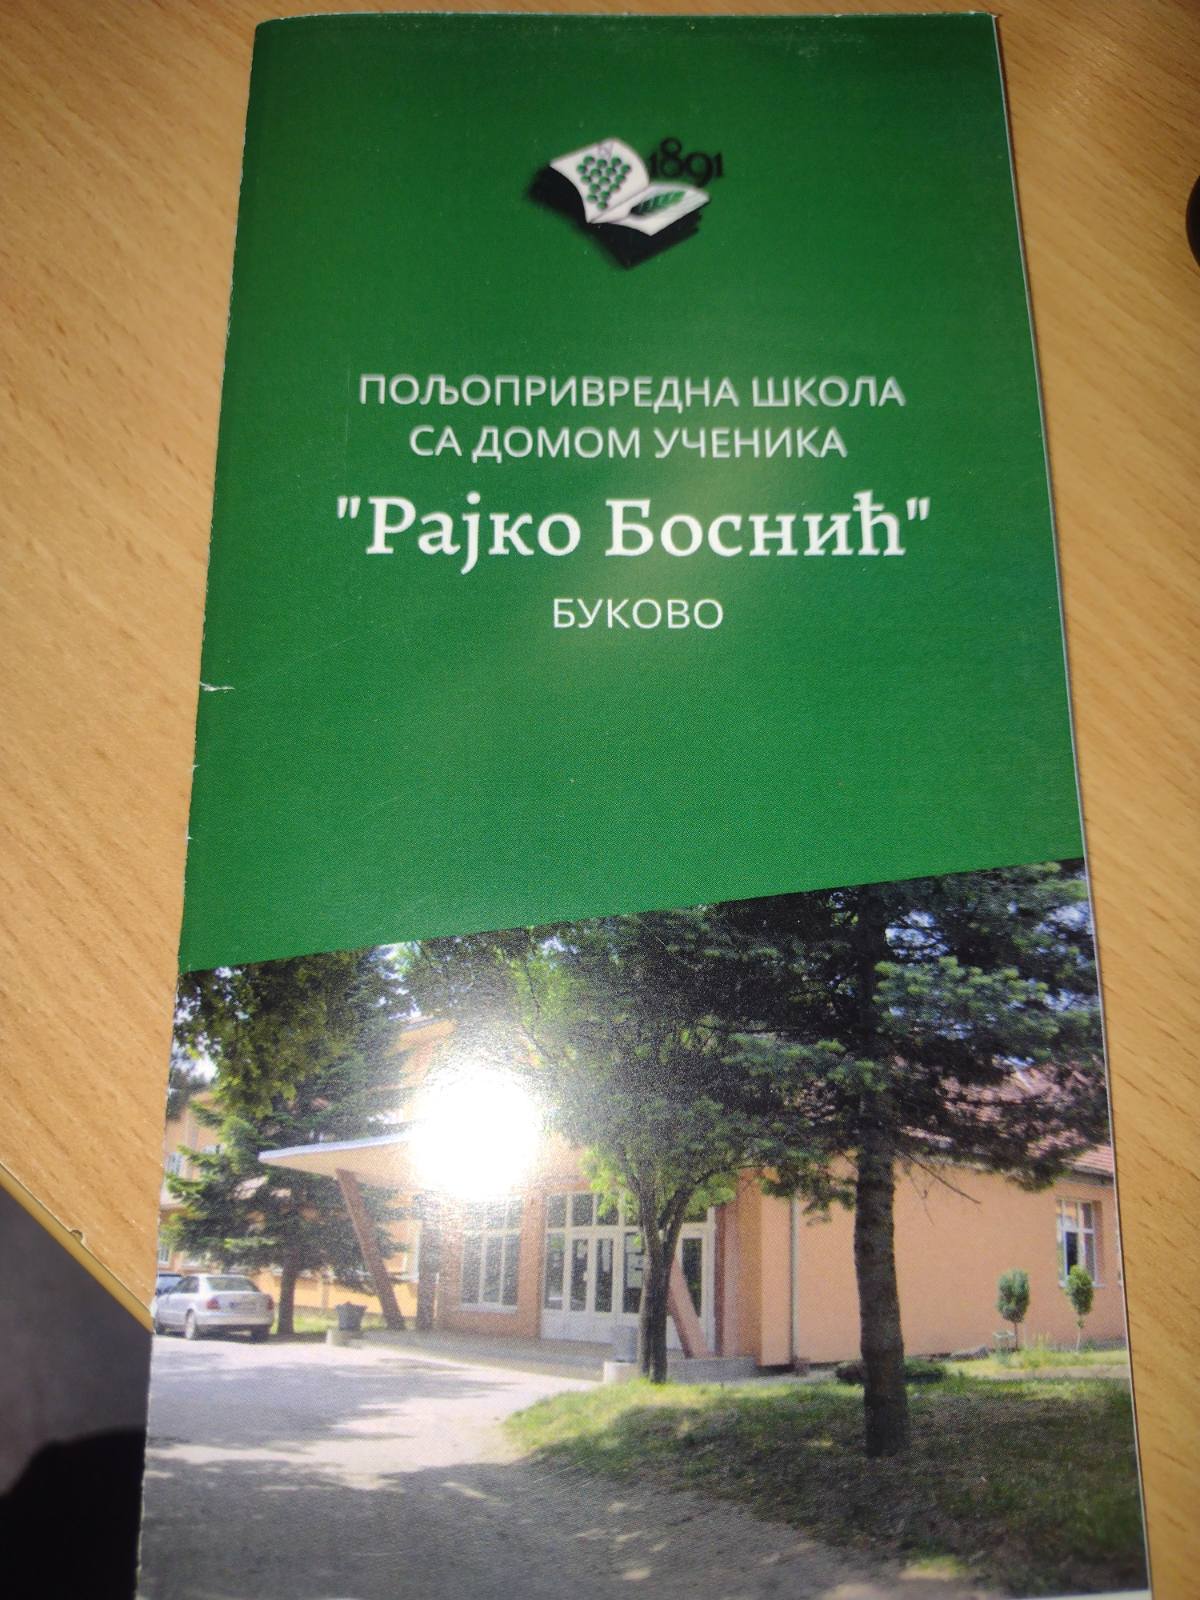 1891
ПОЉОПРИВРЕДНА ШКОЛА
СА ДОМОМ УЧЕНИКА
"Рајко Боснић"
БУКОВО